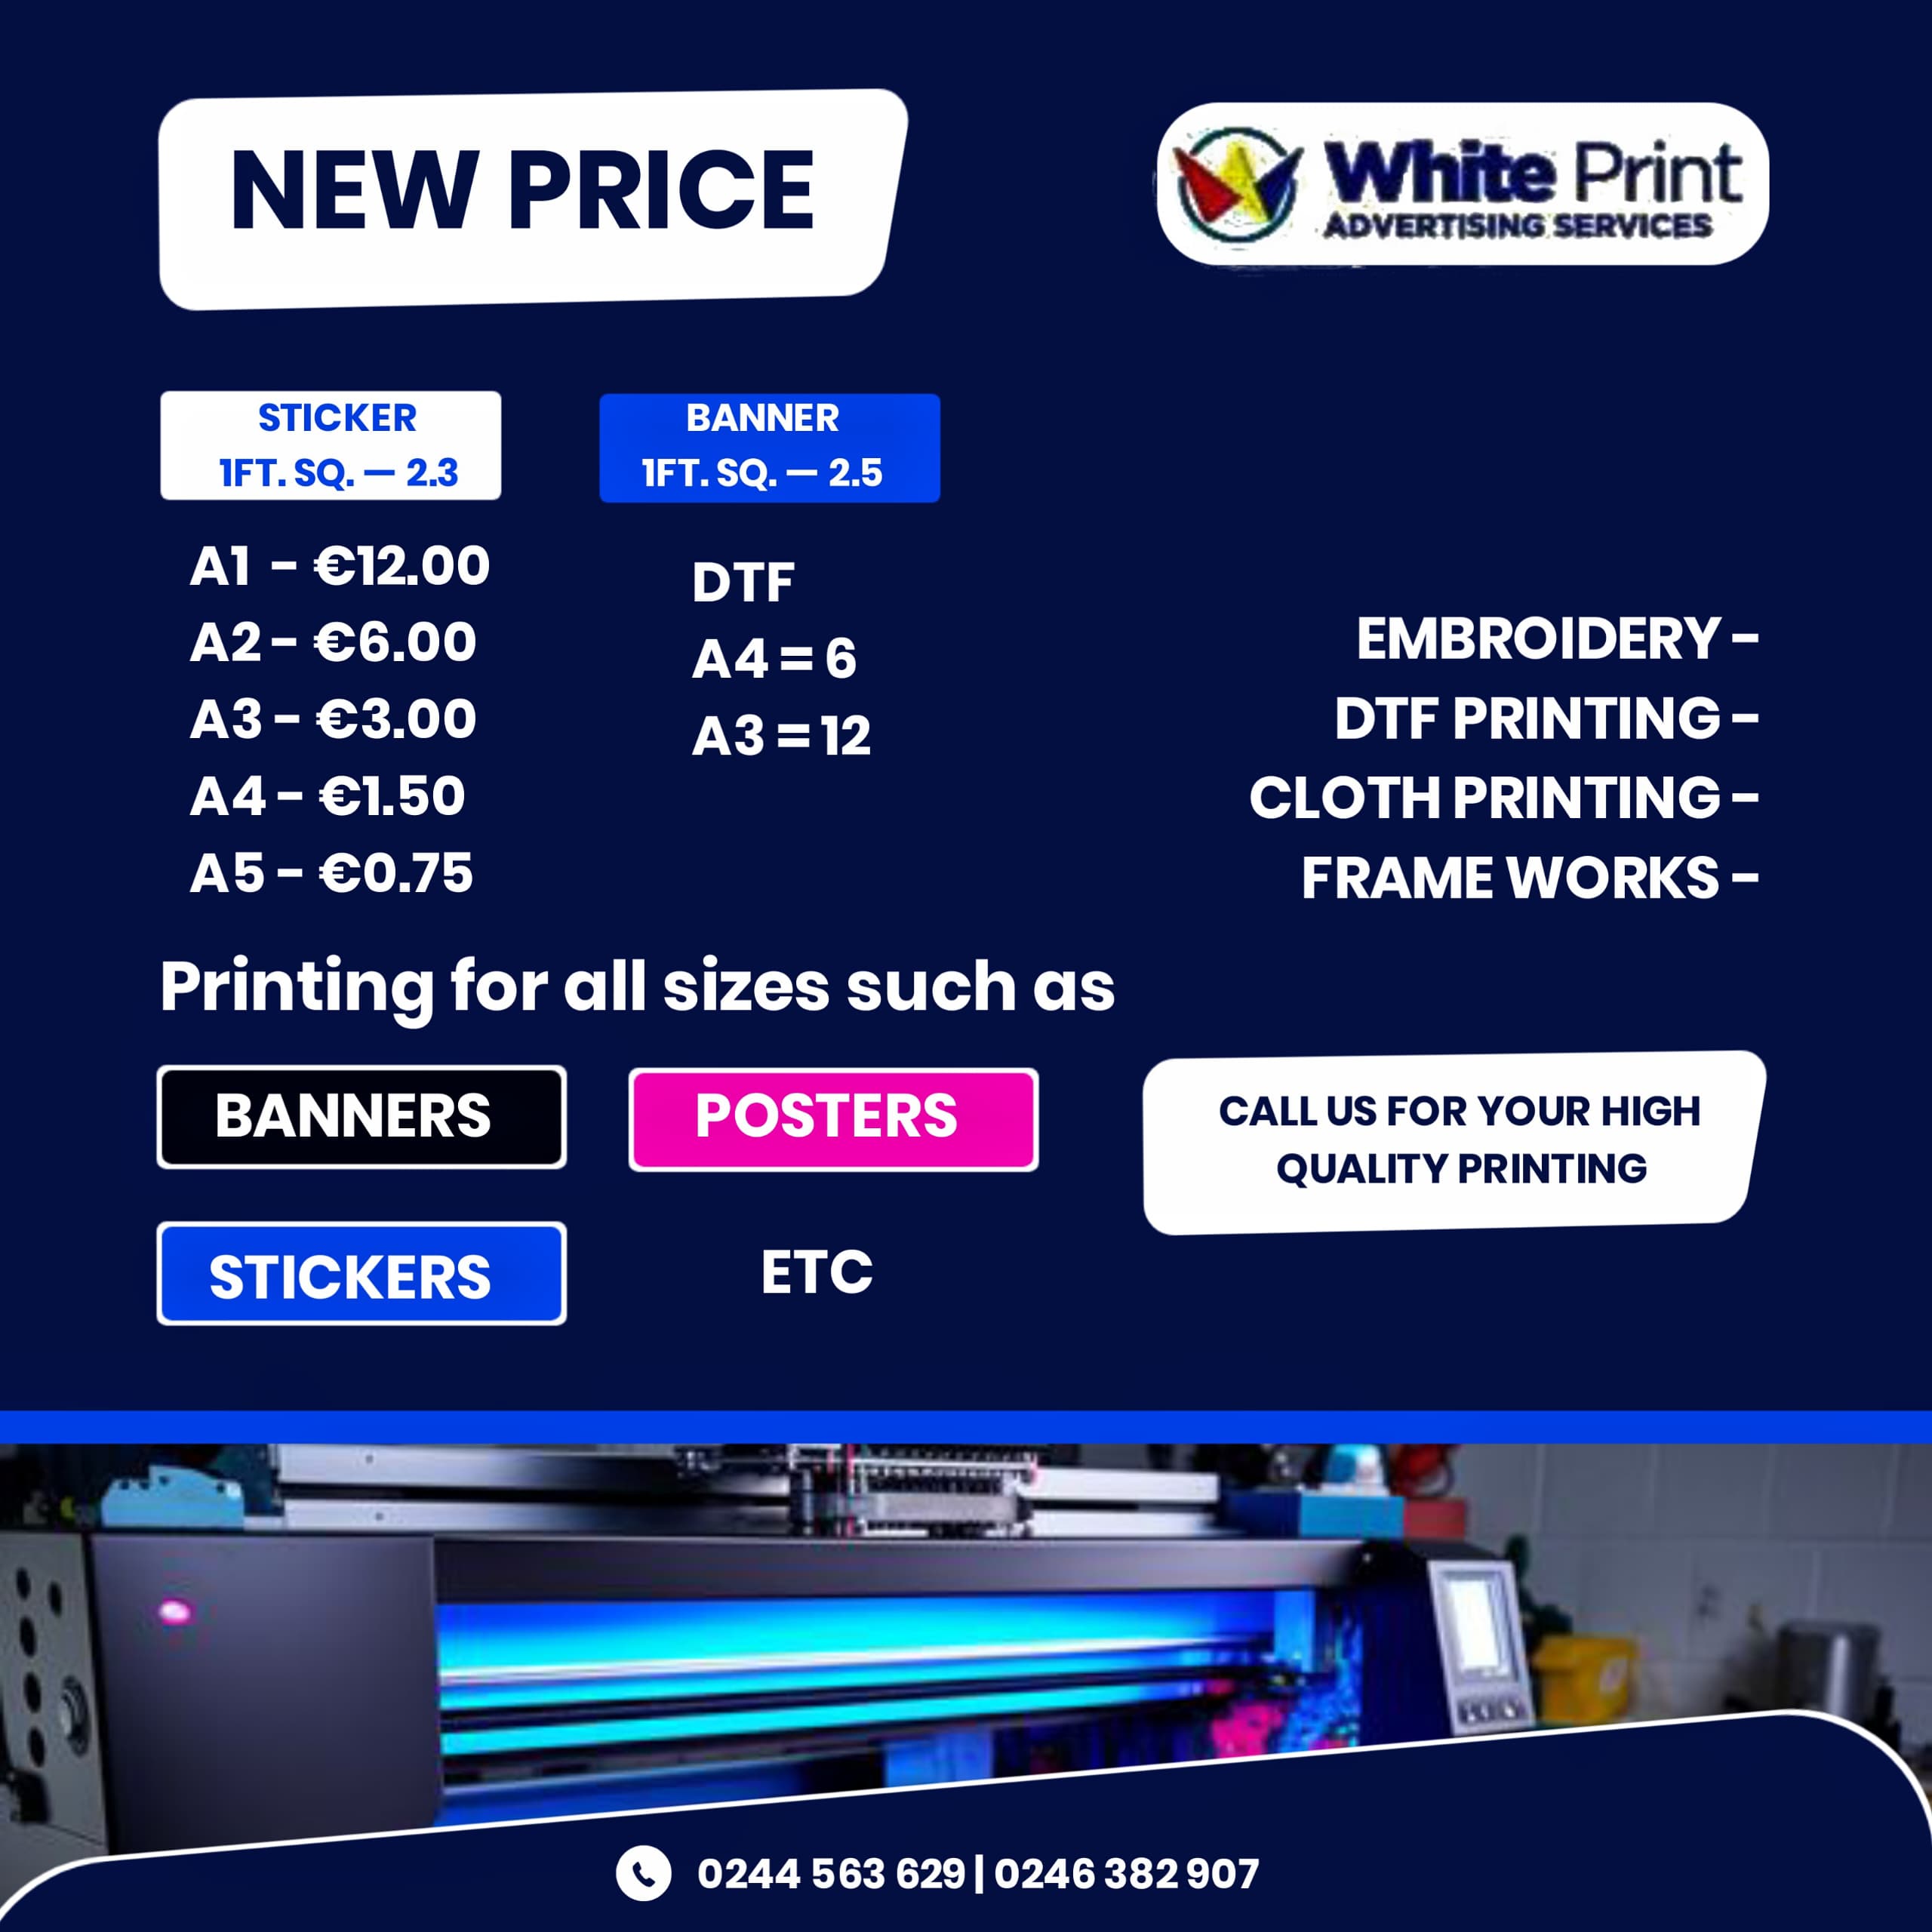 NEW PRICE
White Print
ADVERTISING SERVICES
STICKER
1FT. SQ. — 2.3
BANNER
1FT. SQ. — 2.5
A1 - €12.00
A2 - €6.00
A3 - €3.00
A4 - €1.50
A5 - €0.75
DTF
A4 = 6
A3 = 12
EMBROIDERY -
DTF PRINTING -
CLOTH PRINTING -
FRAME WORKS -
Printing for all sizes such as
BANNERS
POSTERS
STICKERS
ETC
CALL US FOR YOUR HIGH
QUALITY PRINTING
0244 563 629 | 0246 382 907